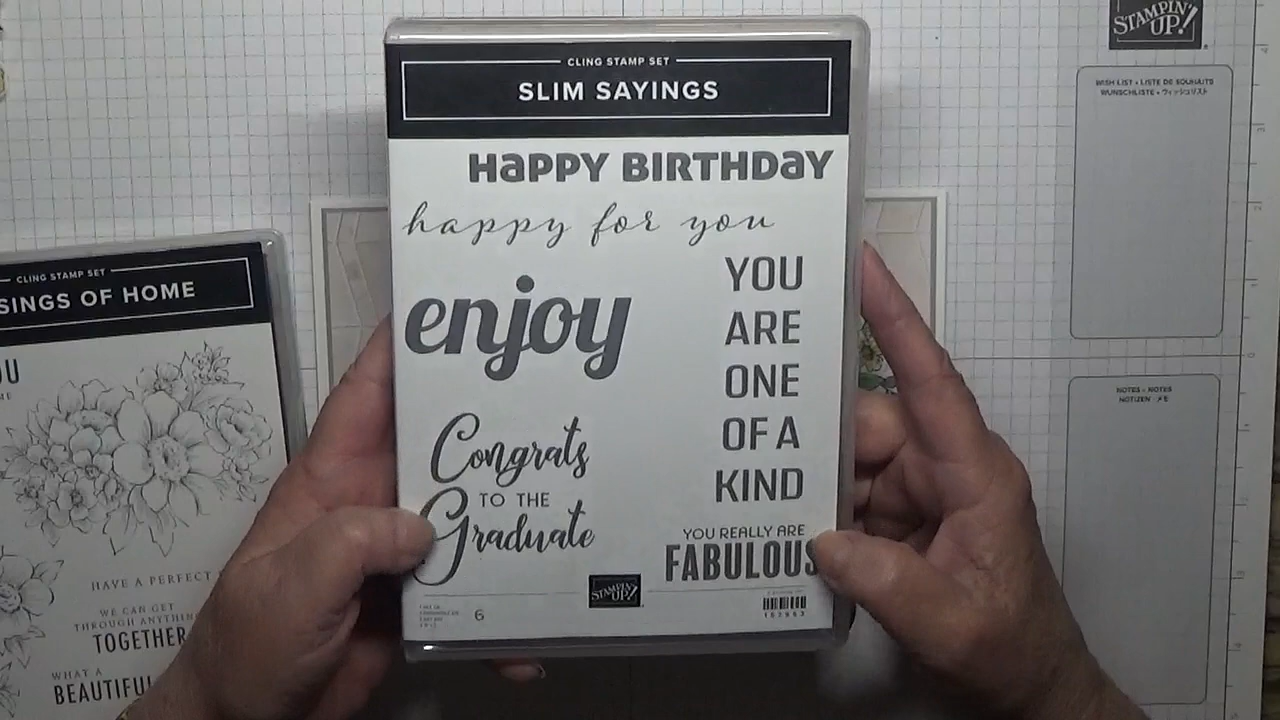 CLING STAMP SET
SLIM SAYINGS
HaPPY BIRTHDaY
happy for you
enjoy
YOU
ARE
ONE
OF A
KIND
Congrats
TO THE
Graduate
YOU REALLY ARE
FABULOUS
STAMPIN' UP!
6
CLING STAMP SET
SINGS OF HOME
OU
HAVE A PERFECT
WE CAN GET
THROUGH ANYTHIN
TOGETHER
WHAT A
BEAUTIFUL
STAMPIN' UP!
WISH LIST • LISTE DE SOUHAITS
WUNSCHLISTE • ウィッシュリスト
NOTES • NOTES
NOTIZEN • メモ